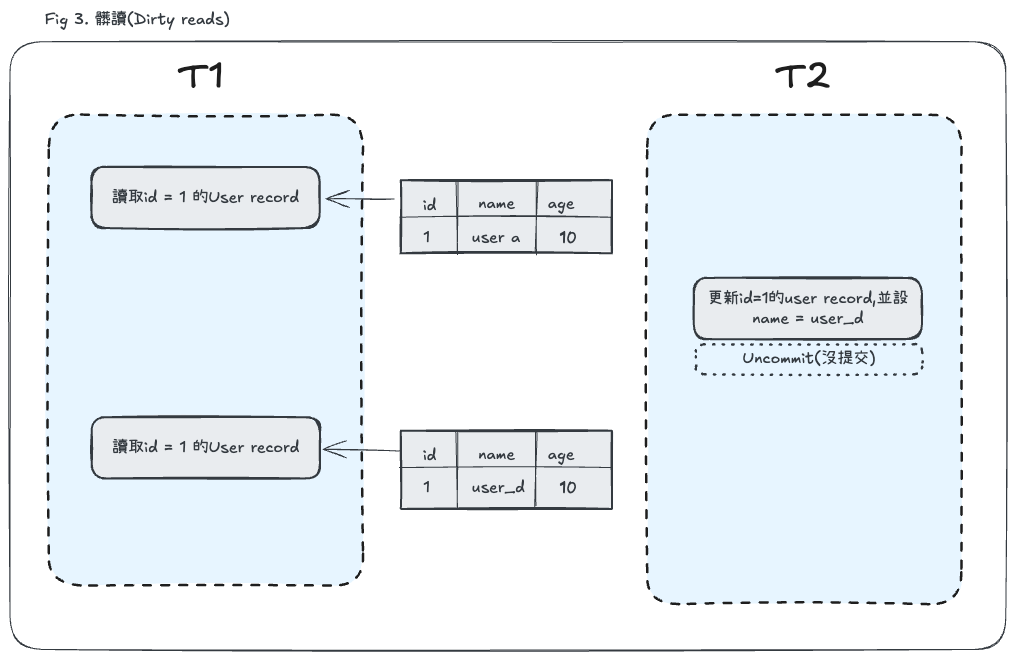 Fig 3. 髒讀(Dirty reads)
T1
T2
讀取id = 1 的User record
id name age
1 user a 10
更新id=1的user record,並設
name = user_d
Uncommit(沒提交)
讀取id = 1 的User record
id name age
1 user_d 10